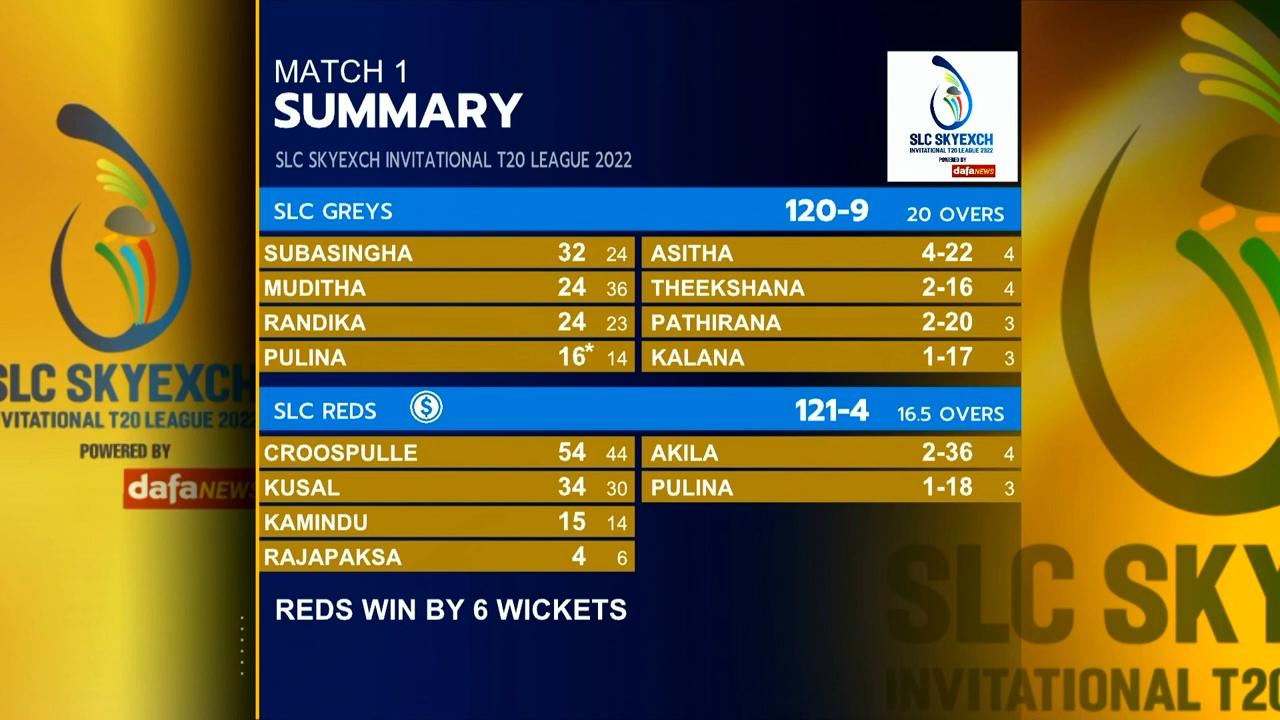 MATCH 1
SUMMARY
SLC SKYEXCH INVITATIONAL T20 LEAGUE 2022
SLC SKYEXCH
INVITATIONAL T20 LEAGUE 2022
POWERED BY
dafaNEWS
SLC GREYS 120-9 20 OVERS
SUBASINGHA 32 24 ASITHA 4-22 4
MUDITHA 24 36 THEEKSHANA 2-16 4
RANDIKA 24 23 PATHIRANA 2-20 3
PULINA 16* 14 KALANA 1-17 3
SLC REDS $ 121-4 16.5 OVERS
CROOSPULLE 54 44 AKILA 2-36 4
KUSAL 34 30 PULINA 1-18 3
KAMINDU 15 14
RAJAPAKSA 4 6
REDS WIN BY 6 WICKETS
SLC SKYEXCH
NVITATIONAL T20 LEAGUE 202
POWERED BY
dafaNEWS
SLC SKY
INVITATIONAL T20